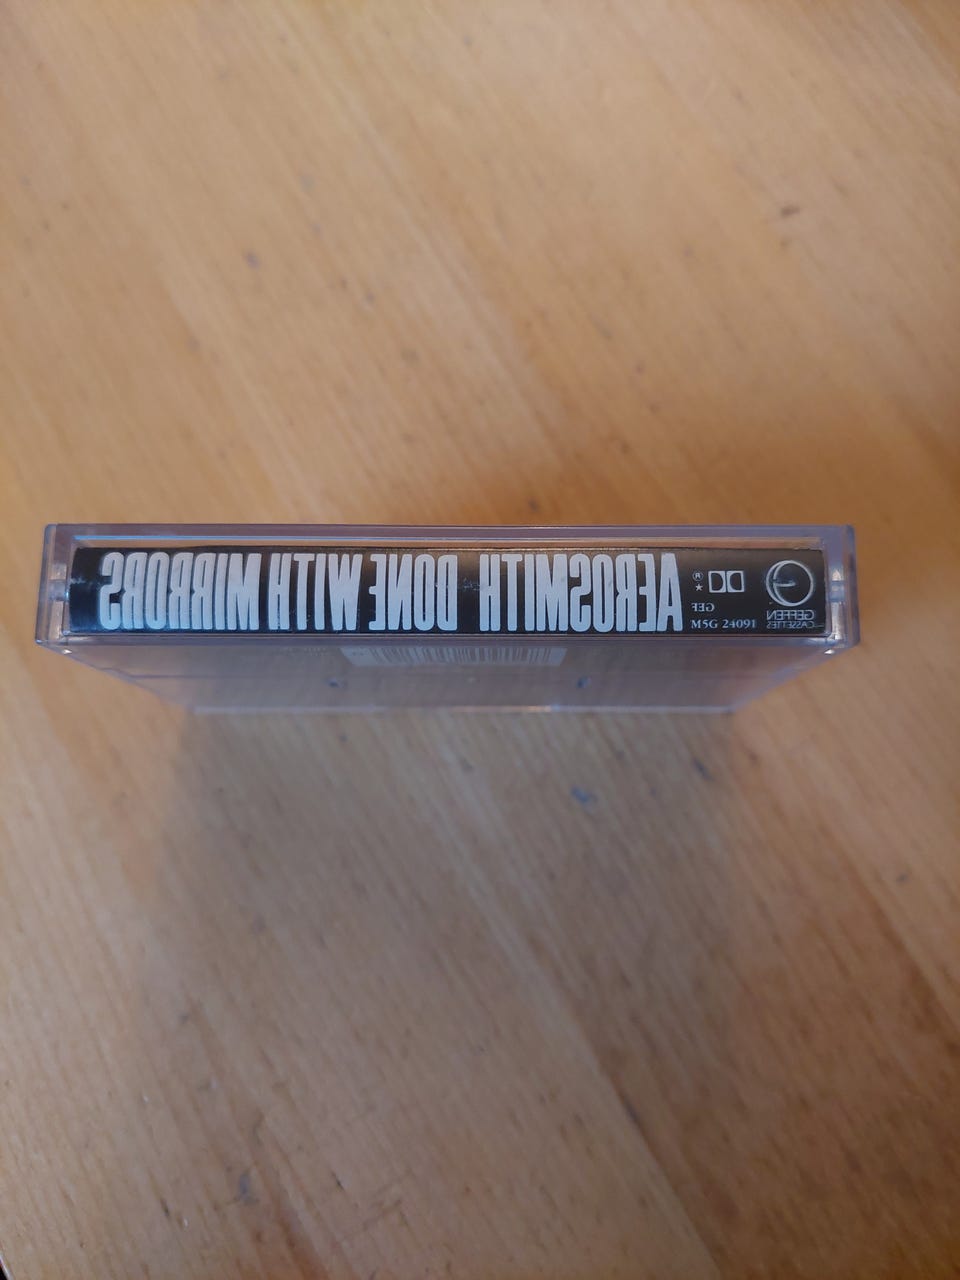 AEROSMITH DONE WITH MIRRORS
GEF
M5G 24091
GEFFEN
CASSETTES